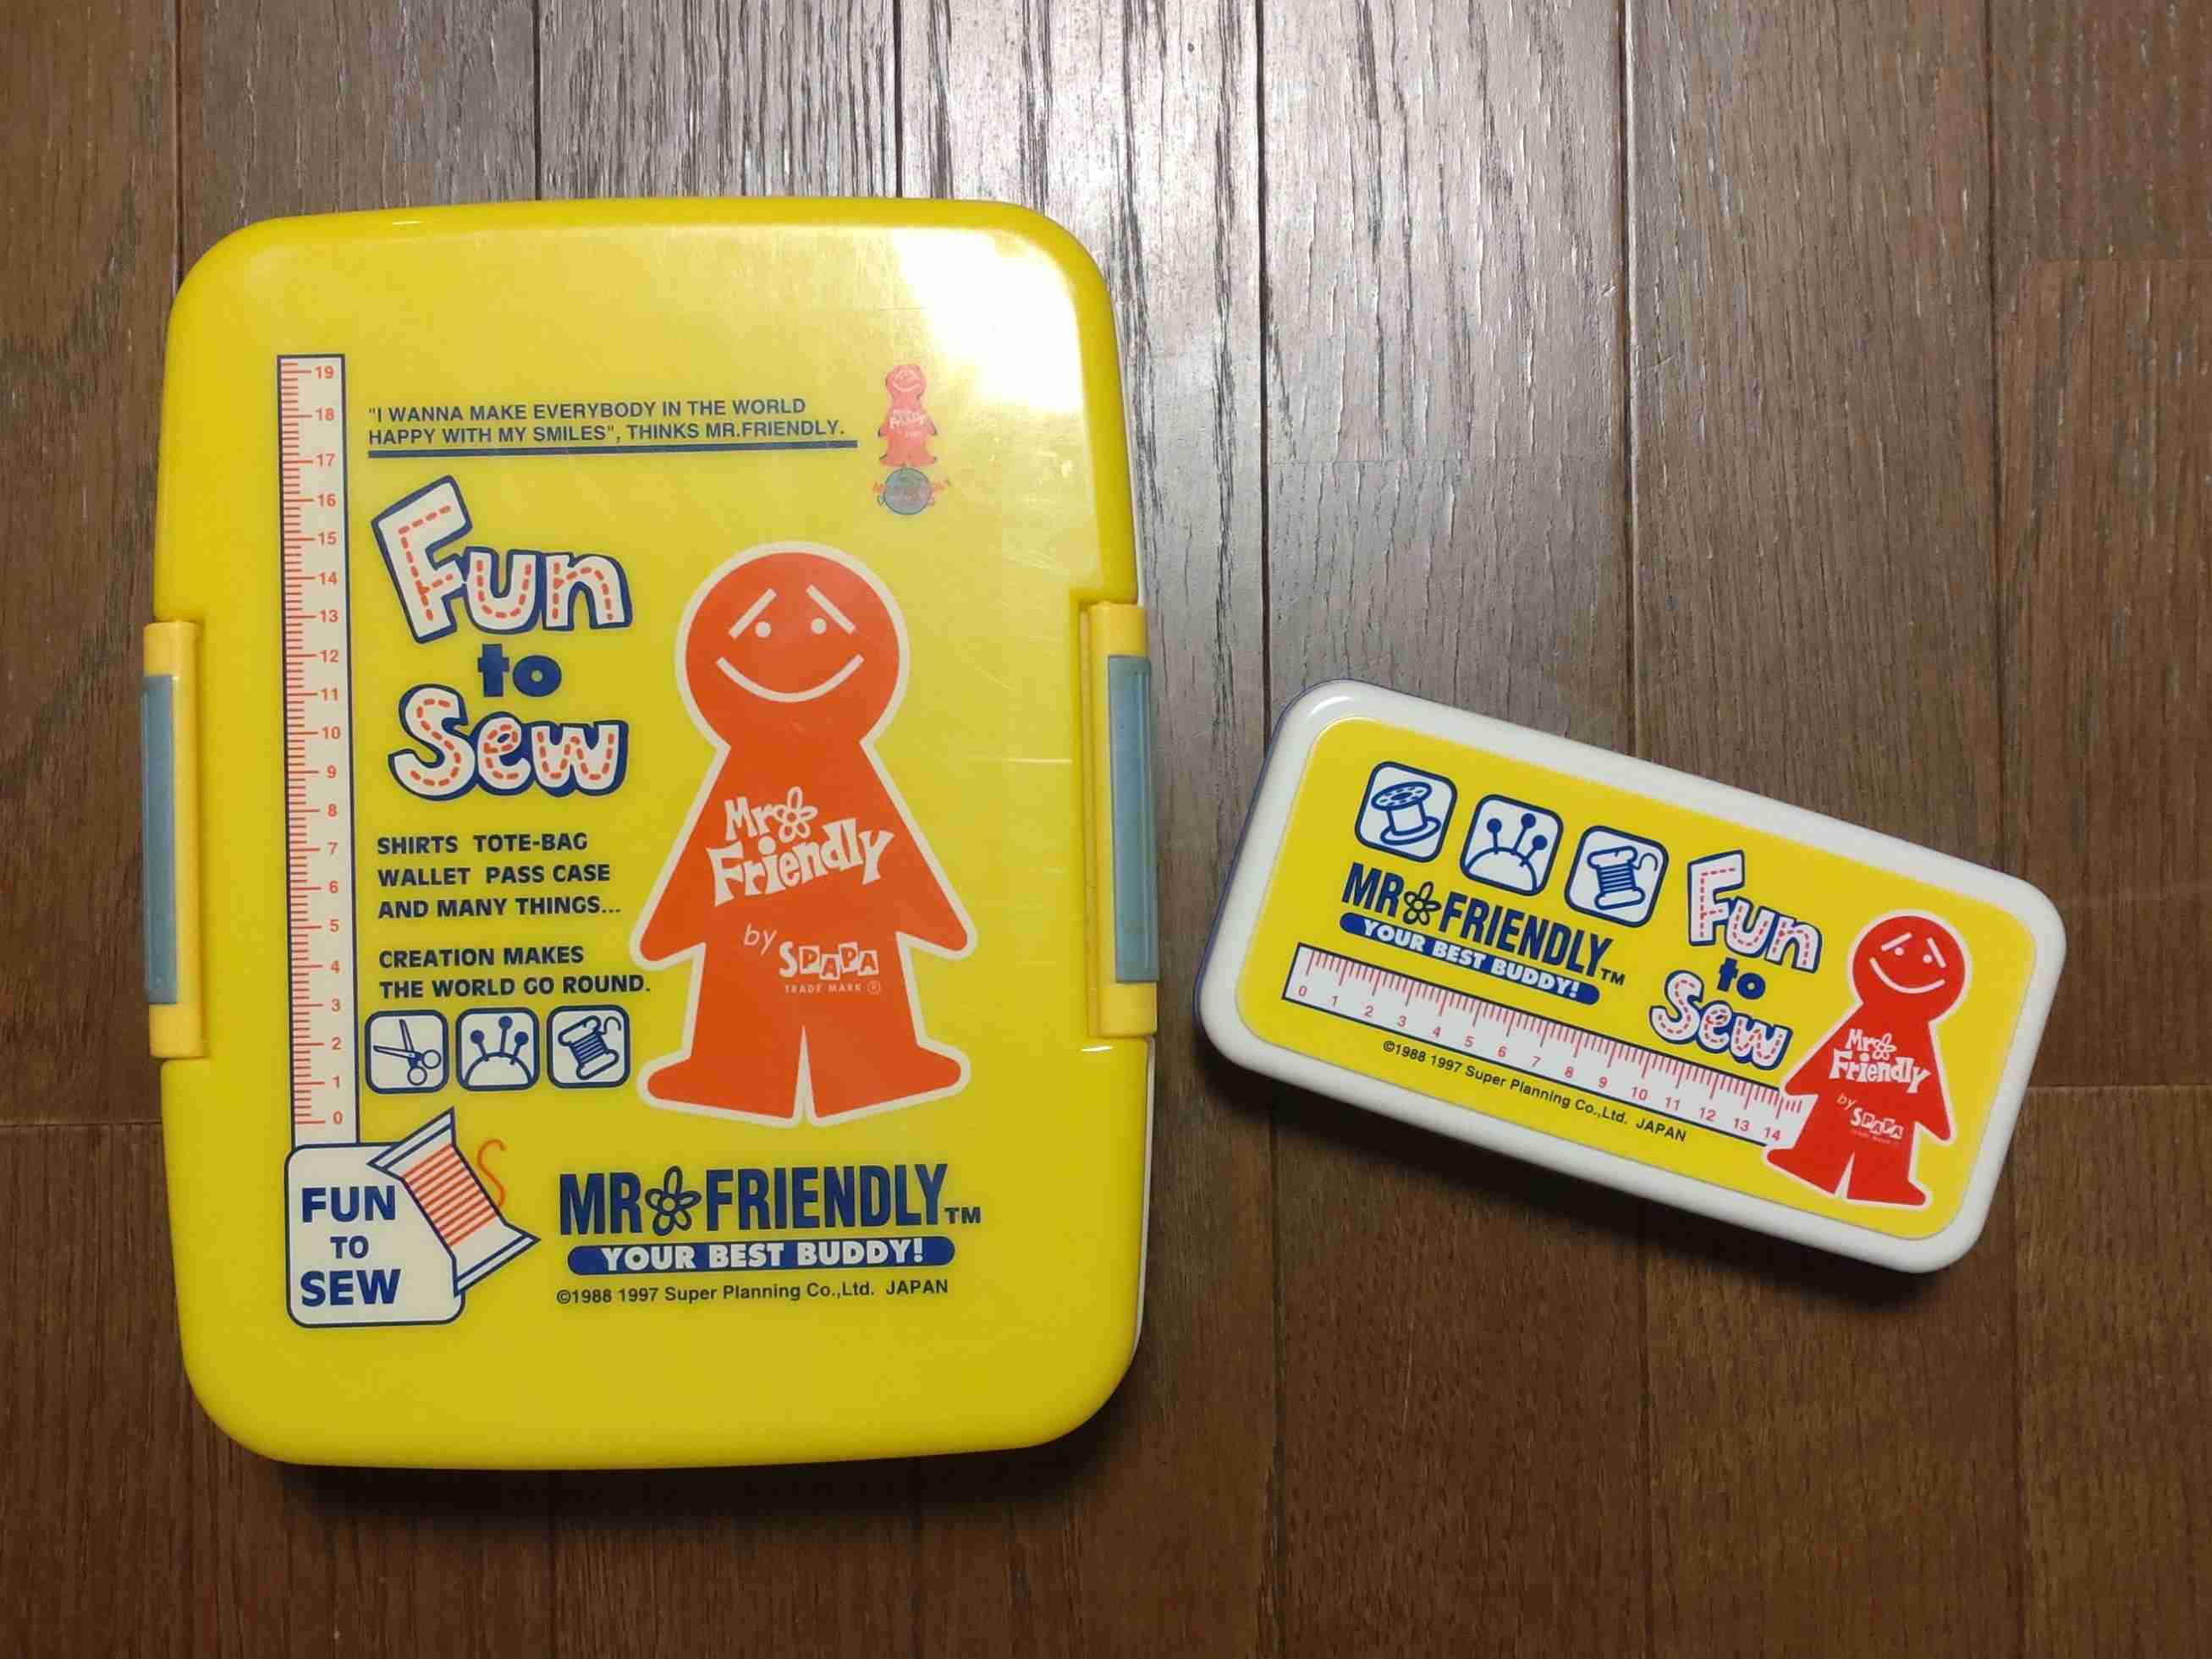 19
18
17
16
15
14
13
12
11
10
9
8
7
6
5
4
3
2
1
0
"I WANNA MAKE EVERYBODY IN THE WORLD
HAPPY WITH MY SMILES", THINKS MR.FRIENDLY.
Fun
to
Sew
SHIRTS TOTE-BAG
WALLET PASS CASE
AND MANY THINGS...
CREATION MAKES
THE WORLD GO ROUND.
Mr
Friendly
by SPAPA
TRADE MARK ®
FUN
TO
SEW
MR FRIENDLY TM
YOUR BEST BUDDY!
©1988 1997 Super Planning Co.,Ltd. JAPAN
MR FRIENDLY TM
YOUR BEST BUDDY!
0 1 2 3 4 5 6 7 8 9 10 11 12 13 14
©1988 1997 Super Planning Co.,Ltd. JAPAN
Fun
to
Sew
Mr
Friendly
by SPAPA